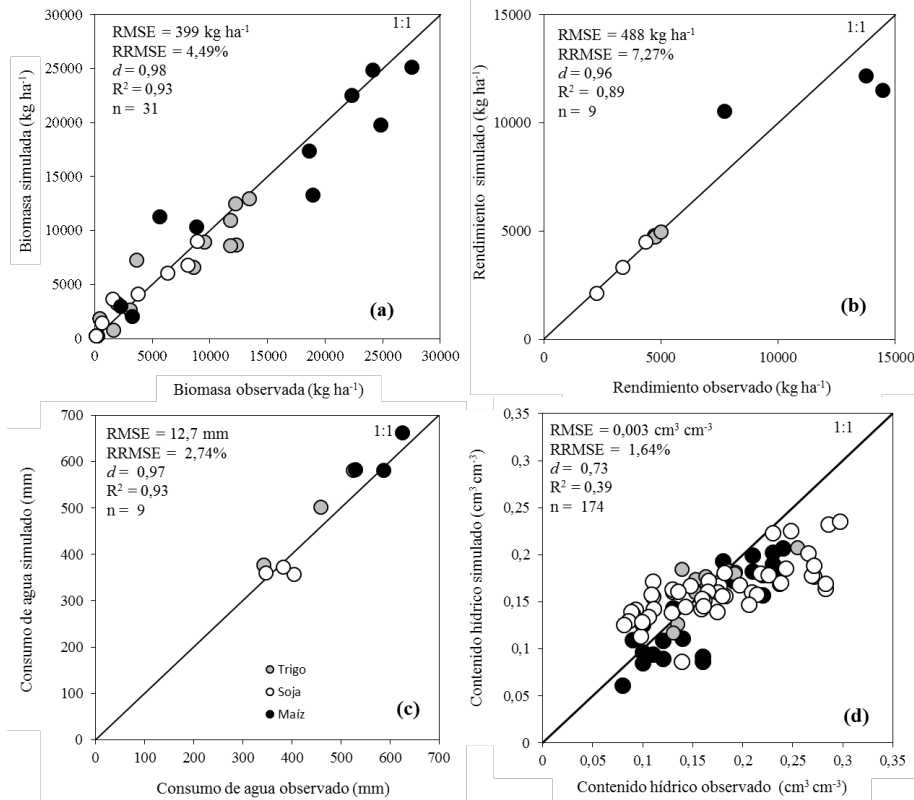 30000
25000
20000
15000
10000
5000
0
Biomasa simulada (kg ha⁻¹)
RMSE = 399 kg ha⁻¹
RRMSE = 4,49%
d = 0,98
R² = 0,93
n = 31
1:1
(a)
0 5000 10000 15000 20000 25000 30000
Biomasa observada (kg ha⁻¹)
15000
10000
5000
0
Rendimiento simulado (kg ha⁻¹)
RMSE = 488 kg ha⁻¹
RRMSE = 7,27%
d = 0,96
R² = 0,89
n = 9
1:1
(b)
0 5000 10000 15000
Rendimiento observado (kg ha⁻¹)
700
600
500
400
300
200
100
0
Consumo de agua simulado (mm)
RMSE = 12,7 mm
RRMSE = 2,74%
d = 0,97
R² = 0,93
n = 9
1:1
Trigo
Soja
Maíz
(c)
0 100 200 300 400 500 600 700
Consumo de agua observado (mm)
0,35
0,3
0,25
0,2
0,15
0,1
0,05
0
Contenido hídrico simulado (cm³ cm⁻³)
RMSE = 0,003 cm³ cm⁻³
RRMSE = 1,64%
d = 0,73
R² = 0,39
n = 174
1:1
(d)
0 0,05 0,1 0,15 0,2 0,25 0,3 0,35
Contenido hídrico observado (cm³ cm⁻³)